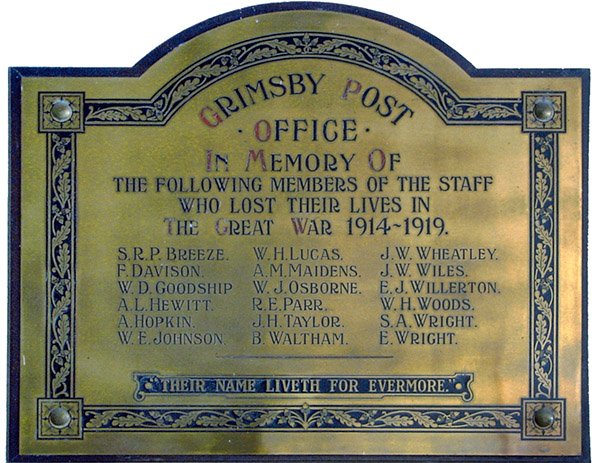 GRIMSBY POST
· OFFICE ·
IN MEMORY OF
THE FOLLOWING MEMBERS OF THE STAFF
WHO LOST THEIR LIVES IN
THE GREAT WAR 1914~1919.
S.R.P. BREEZE.
F. DAVISON.
W. D. GOODSHIP
A. L. HEWITT.
A. HOPKIN.
W. E. JOHNSON.
W. H. LUCAS.
A. M. MAIDENS.
W. J. OSBORNE.
R. E. PARR.
J. H. TAYLOR.
B. WALTHAM.
J. W. WHEATLEY.
J. W. WILES.
E. J. WILLERTON.
W. H. WOODS.
S. A. WRIGHT.
E. WRIGHT.
"THEIR NAME LIVETH FOR EVERMORE."